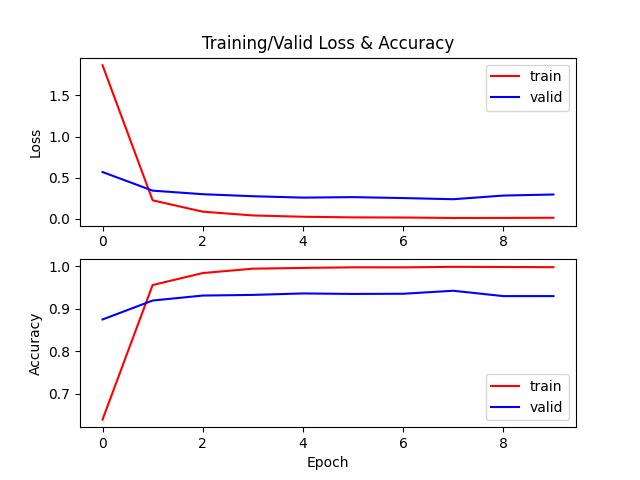 Training/Valid Loss & Accuracy
Loss
1.5
1.0
0.5
0.0
train
valid
0 2 4 6 8
Accuracy
1.0
0.9
0.8
0.7
train
valid
0 2 4 6 8
Epoch